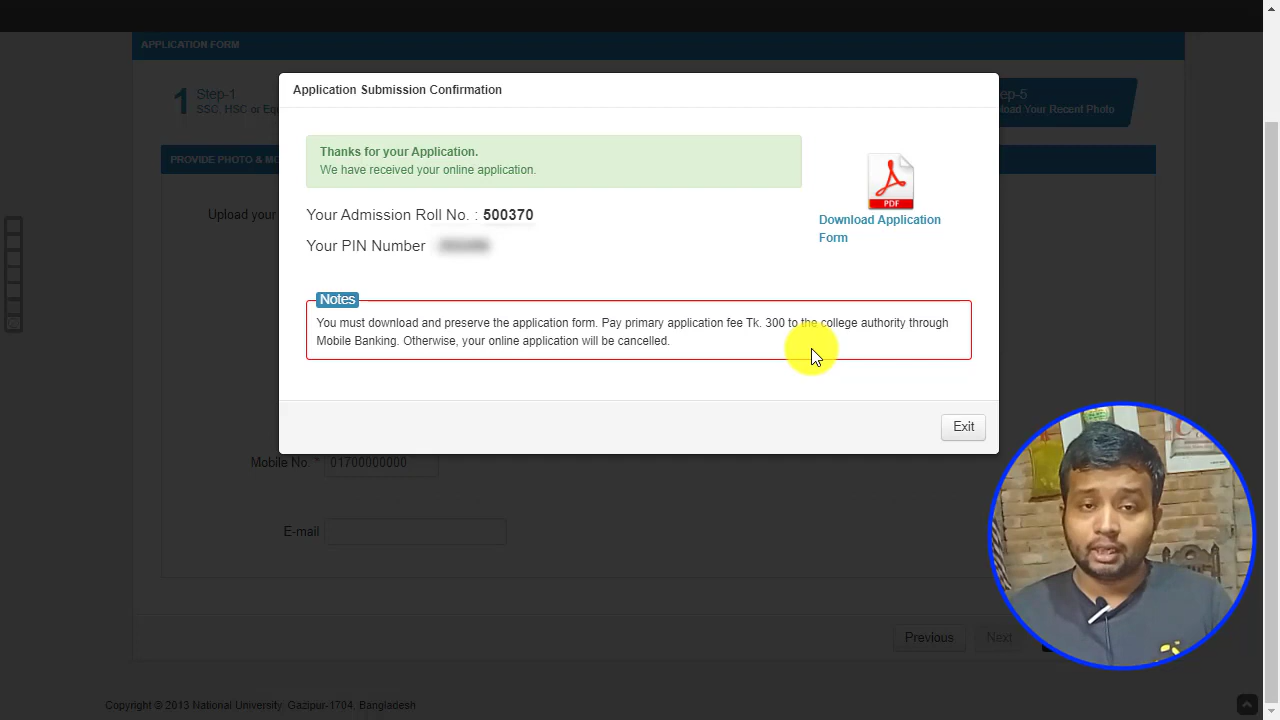 APPLICATION FORM
1 Step-1
SSC, HSC or Eq
ep-5
load Your Recent Photo
PROVIDE PHOTO & MO
Upload your
Application Submission Confirmation
Thanks for your Application.
We have received your online application.
Your Admission Roll No. : 500370
Your PIN Number
PDF
Download Application
Form
Notes
You must download and preserve the application form. Pay primary application fee Tk. 300 to the college authority through
Mobile Banking. Otherwise, your online application will be cancelled.
Exit
Mobile No. * 01700000000
E-mail
Previous
Next
Copyright © 2013 National University, Gazipur-1704, Bangladesh